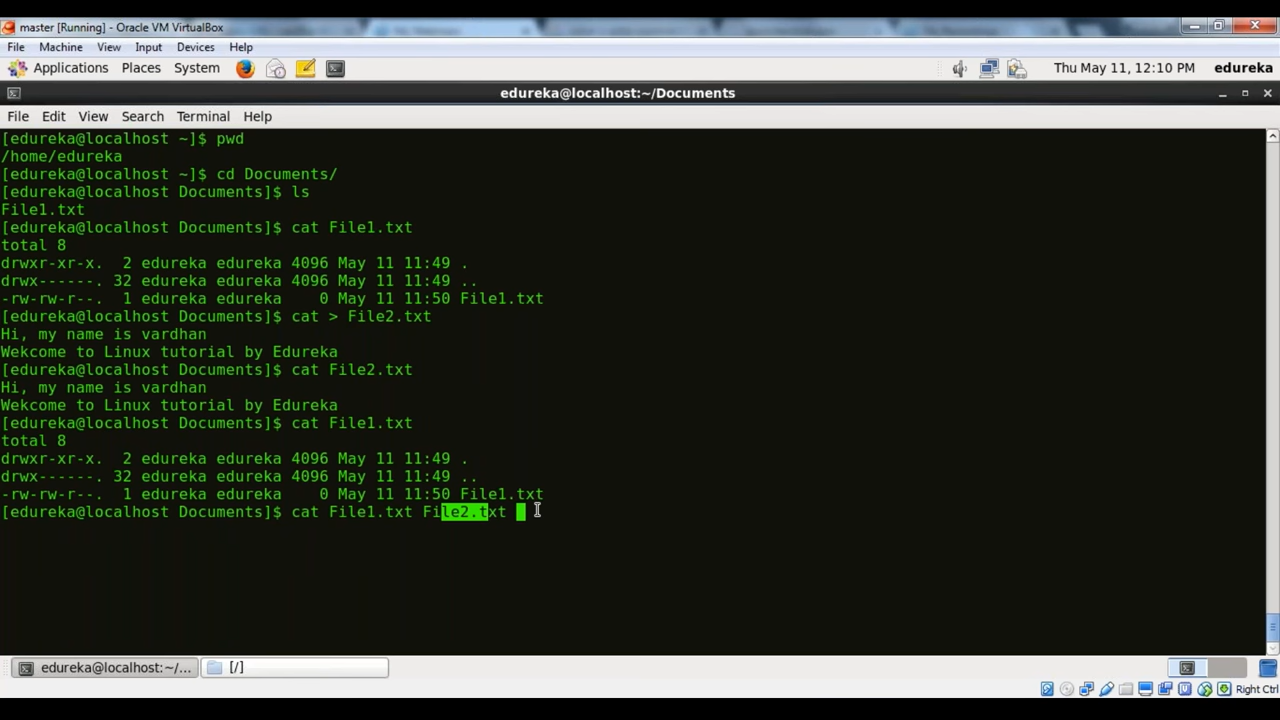 master [Running] - Oracle VM VirtualBox
File Machine View Input Devices Help
Applications Places System Thu May 11, 12:10 PM edureka
edureka@localhost:~/Documents
File Edit View Search Terminal Help
[edureka@localhost ~]$ pwd
/home/edureka
[edureka@localhost ~]$ cd Documents/
[edureka@localhost Documents]$ ls
File1.txt
[edureka@localhost Documents]$ cat File1.txt
total 8
drwxr-xr-x.  2 edureka edureka 4096 May 11 11:49 .
drwx------. 32 edureka edureka 4096 May 11 11:49 ..
-rw-rw-r--.  1 edureka edureka    0 May 11 11:50 File1.txt
[edureka@localhost Documents]$ cat > File2.txt
Hi, my name is vardhan
Wekcome to Linux tutorial by Edureka
[edureka@localhost Documents]$ cat File2.txt
Hi, my name is vardhan
Wekcome to Linux tutorial by Edureka
[edureka@localhost Documents]$ cat File1.txt
total 8
drwxr-xr-x.  2 edureka edureka 4096 May 11 11:49 .
drwx------. 32 edureka edureka 4096 May 11 11:49 ..
-rw-rw-r--.  1 edureka edureka    0 May 11 11:50 File1.txt
[edureka@localhost Documents]$ cat File1.txt File2.txt
edureka@localhost:~/... [/]
Right Ctrl